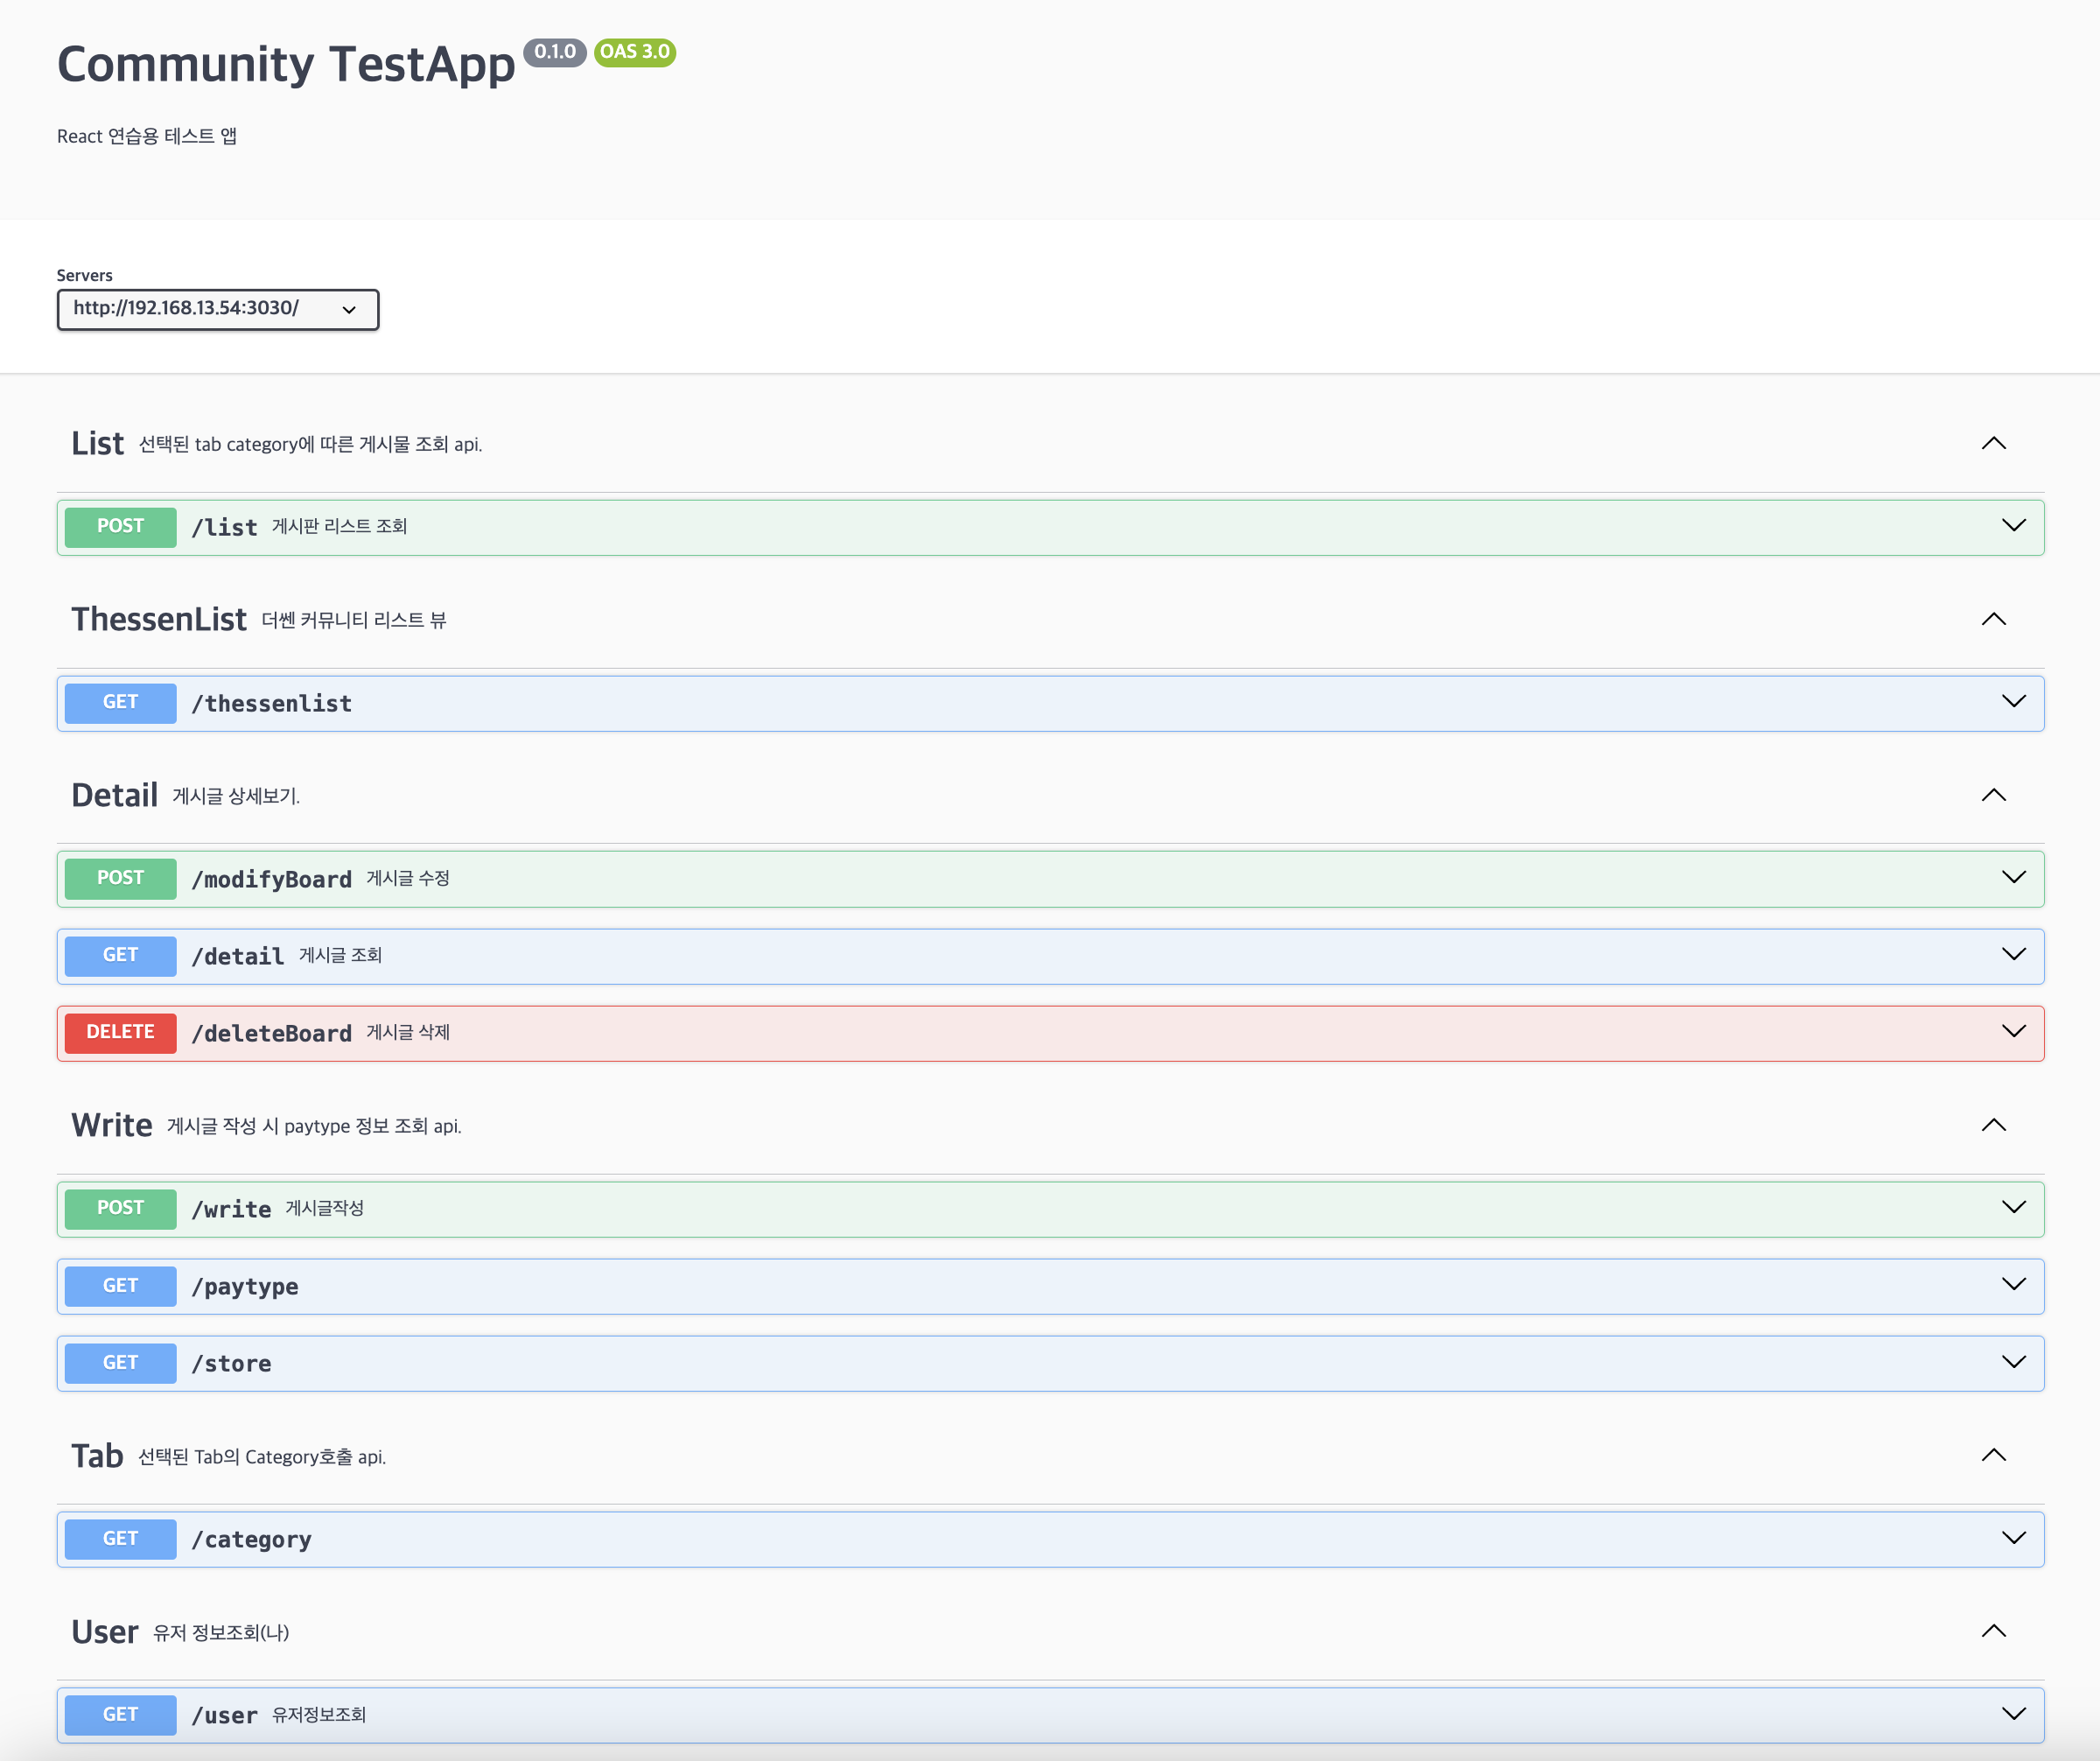 Community TestApp 0.1.0 OAS 3.0
React 연습용 테스트 앱
Servers
http://192.168.13.54:3030/
List 선택된 tab category에 따른 게시물 조회 api.
POST /list 게시판 리스트 조회
ThessenList 더쎈 커뮤니티 리스트 뷰
GET /thessenlist
Detail 게시글 상세보기.
POST /modifyBoard 게시글 수정
GET /detail 게시글 조회
DELETE /deleteBoard 게시글 삭제
Write 게시글 작성 시 paytype 정보 조회 api.
POST /write 게시글작성
GET /paytype
GET /store
Tab 선택된 Tab의 Category호출 api.
GET /category
User 유저 정보조회(나)
GET /user 유저정보조회